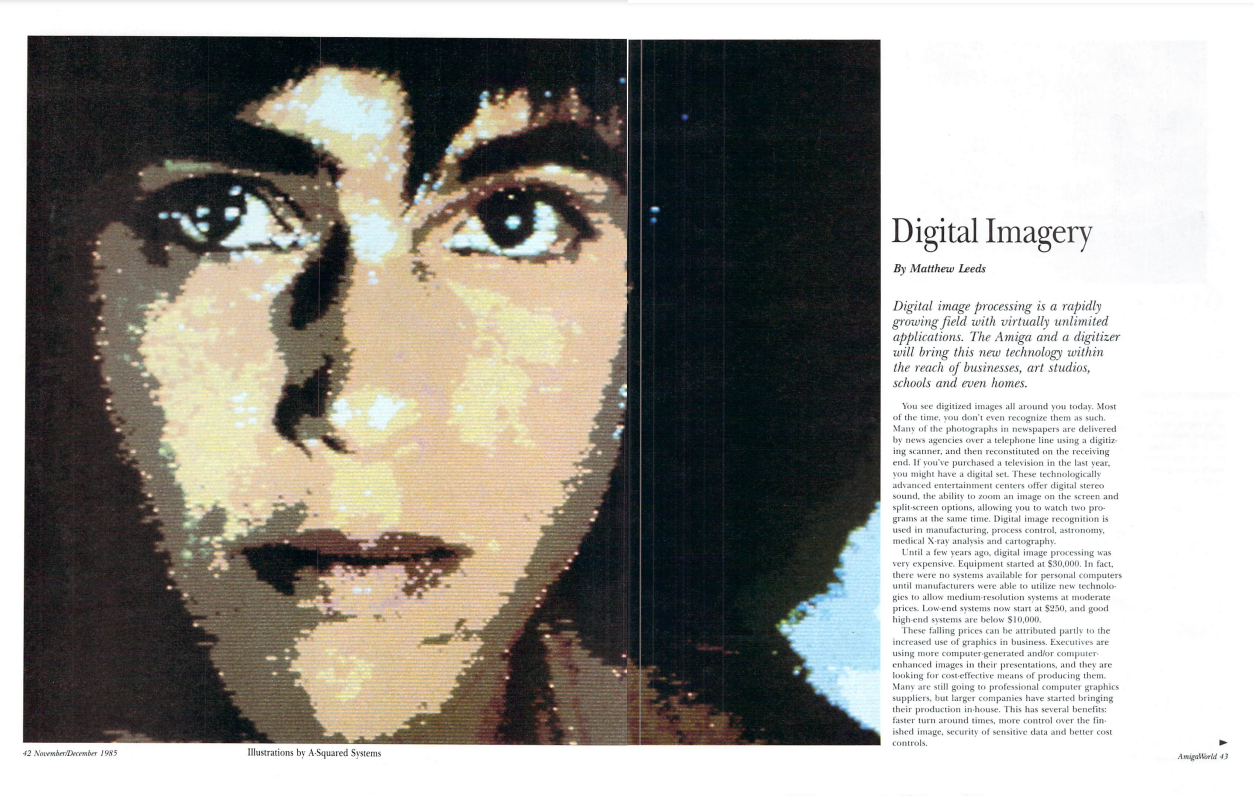 Digital Imagery
By Matthew Leeds
Digital image processing is a rapidly
growing field with virtually unlimited
applications. The Amiga and a digitizer
will bring this new technology within
the reach of businesses, art studios,
schools and even homes.
You see digitized images all around you today. Most
of the time, you don't even recognize them as such.
Many of the photographs in newspapers are delivered
by news agencies over a telephone line using a digitiz-
ing scanner, and then reconstituted on the receiving
end. If you've purchased a television in the last year,
you might have a digital set. These technologically
advanced entertainment centers offer digital stereo
sound, the ability to zoom an image on the screen and
split-screen options, allowing you to watch two pro-
grams at the same time. Digital image recognition is
used in manufacturing, process control, astronomy,
medical X-ray analysis and cartography.
Until a few years ago, digital image processing was
very expensive. Equipment started at $30,000. In fact,
there were no systems available for personal computers
until manufacturers were able to utilize new technolo-
gies to allow medium-resolution systems at moderate
prices. Low-end systems now start at $250, and good
high-end systems are below $10,000.
These falling prices can be attributed partly to the
increased use of graphics in business. Executives are
using more computer-generated and/or computer-
enhanced images in their presentations, and they are
looking for cost-effective means of producing them.
Many are still going to professional computer graphics
suppliers, but larger companies have started bringing
their production in-house. This has several benefits:
faster turn around times, more control over the fin-
ished image, security of sensitive data and better cost
controls.
42 November/December 1985
Illustrations by A-Squared Systems
AmigaWorld 43